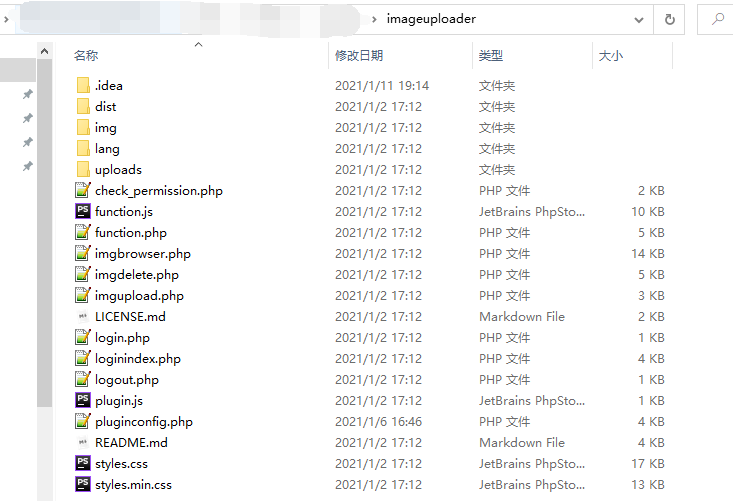 imageuploader
名称 修改日期 类型 大小
.idea 2021/1/11 19:14 文件夹
dist 2021/1/2 17:12 文件夹
img 2021/1/2 17:12 文件夹
lang 2021/1/2 17:12 文件夹
uploads 2021/1/2 17:12 文件夹
check_permission.php 2021/1/2 17:12 PHP 文件 2 KB
function.js 2021/1/2 17:12 JetBrains PhpSto... 10 KB
function.php 2021/1/2 17:12 PHP 文件 5 KB
imgbrowser.php 2021/1/2 17:12 PHP 文件 14 KB
imgdelete.php 2021/1/2 17:12 PHP 文件 5 KB
imgupload.php 2021/1/2 17:12 PHP 文件 3 KB
LICENSE.md 2021/1/2 17:12 Markdown File 2 KB
login.php 2021/1/2 17:12 PHP 文件 1 KB
loginindex.php 2021/1/2 17:12 PHP 文件 4 KB
logout.php 2021/1/2 17:12 PHP 文件 1 KB
plugin.js 2021/1/2 17:12 JetBrains PhpSto... 1 KB
pluginconfig.php 2021/1/6 16:46 PHP 文件 4 KB
README.md 2021/1/2 17:12 Markdown File 4 KB
styles.css 2021/1/2 17:12 JetBrains PhpSto... 17 KB
styles.min.css 2021/1/2 17:12 JetBrains PhpSto... 13 KB